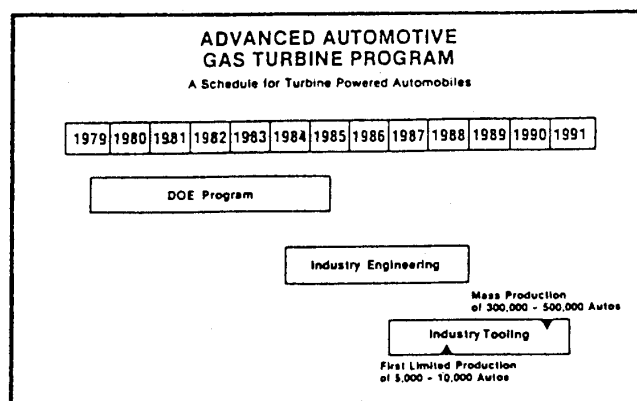 ADVANCED AUTOMOTIVE
GAS TURBINE PROGRAM
A Schedule for Turbine Powered Automobiles
1979 1980 1981 1982 1983 1984 1985 1986 1987 1988 1989 1990 1991
DOE Program
Industry Engineering
Mass Production
of 300,000 - 500,000 Autos
Industry Tooling
First Limited Production
of 5,000 - 10,000 Autos